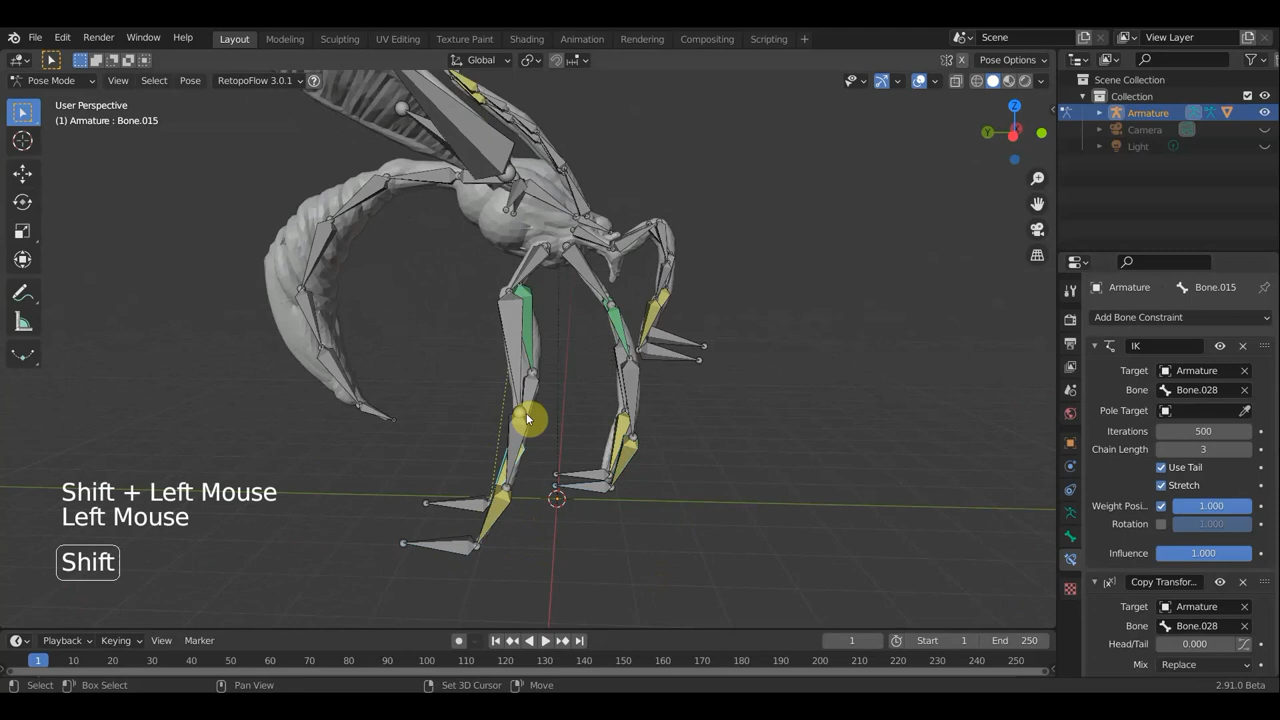 File Edit Render Window Help Layout Modeling Sculpting UV Editing Texture Paint Shading Animation Rendering Compositing Scripting + Scene View Layer
Global Pose Options
Pose Mode View Select Pose RetopoFlow 3.0.1 ?
Scene Collection
Collection
Armature
Camera
Light
User Perspective
(1) Armature : Bone.015
Z
Y
Armature Bone.015
Add Bone Constraint
IK
Target Armature
Bone Bone.028
Pole Target
Iterations 500
Chain Length 3
Use Tail
Stretch
Weight Posi.. 1.000
Rotation 1.000
Influence 1.000
Copy Transfor...
Target Armature
Bone Bone.028
Head/Tail 0.000
Mix Replace
Shift + Left Mouse
Left Mouse
Shift
Playback Keying View Marker 1 Start 1 End 250
1 10 20 30 40 50 60 70 80 90 100 110 120 130 140 150 160 170 180 190 200 210 220 230 240 250
Select Box Select Pan View Set 3D Cursor Move 2.91.0 Beta